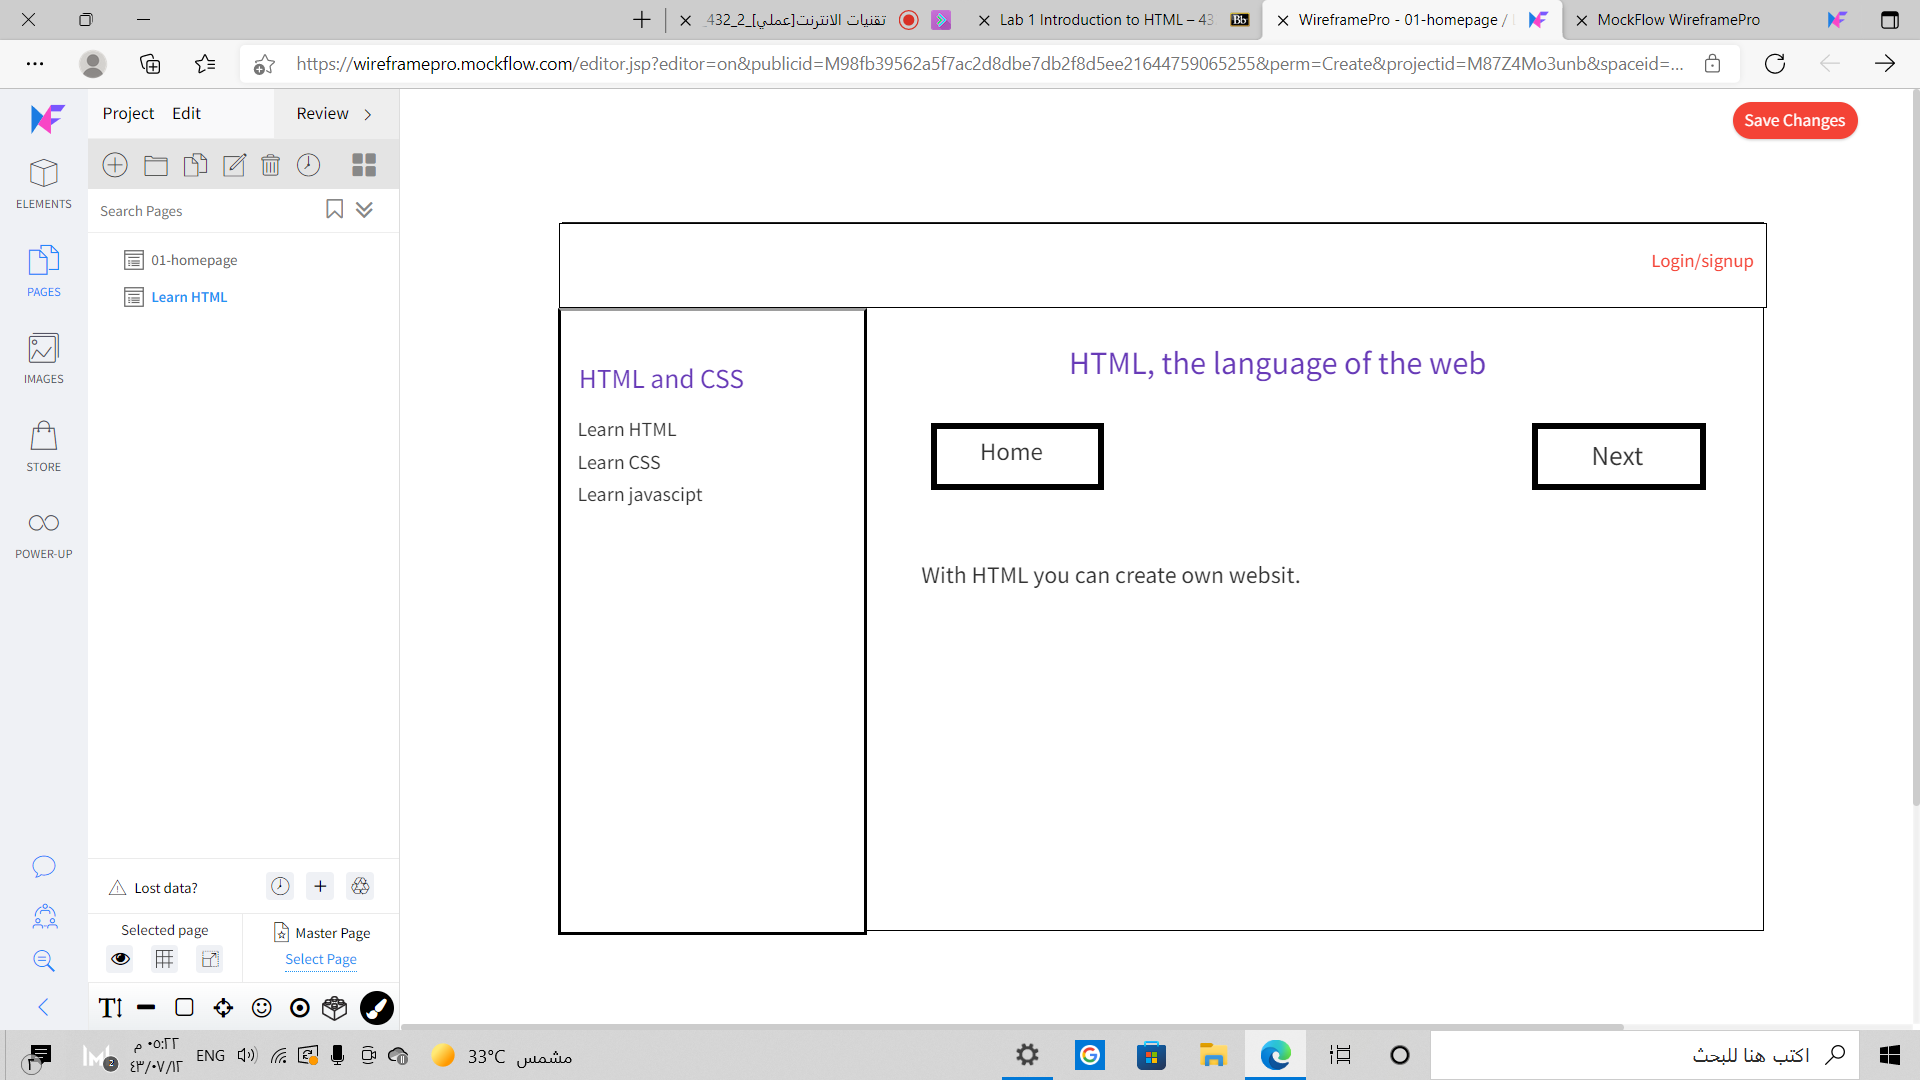 تقنيات الانترنت[عملي]_2_432
Lab 1 Introduction to HTML – 43
Bb
WireframePro - 01-homepage /
MockFlow WireframePro
https://wireframepro.mockflow.com/editor.jsp?editor=on&publicid=M98fb39562a5f7ac2d8dbe7db2f8d5ee21644759065255&perm=Create&projectid=M87Z4Mo3unb&spaceid=...
Project Edit Review
Save Changes
ELEMENTS
Search Pages
01-homepage
PAGES
Learn HTML
IMAGES
STORE
POWER-UP
Login/signup
HTML and CSS
Learn HTML
Learn CSS
Learn javascipt
HTML, the language of the web
Home
Next
With HTML you can create own websit.
Lost data?
Selected page
Master Page
Select Page
T
٠٥:٢٢ م
٤٣/٠٧/١٢
ENG
33°C مشمس
اكتب هنا للبحث